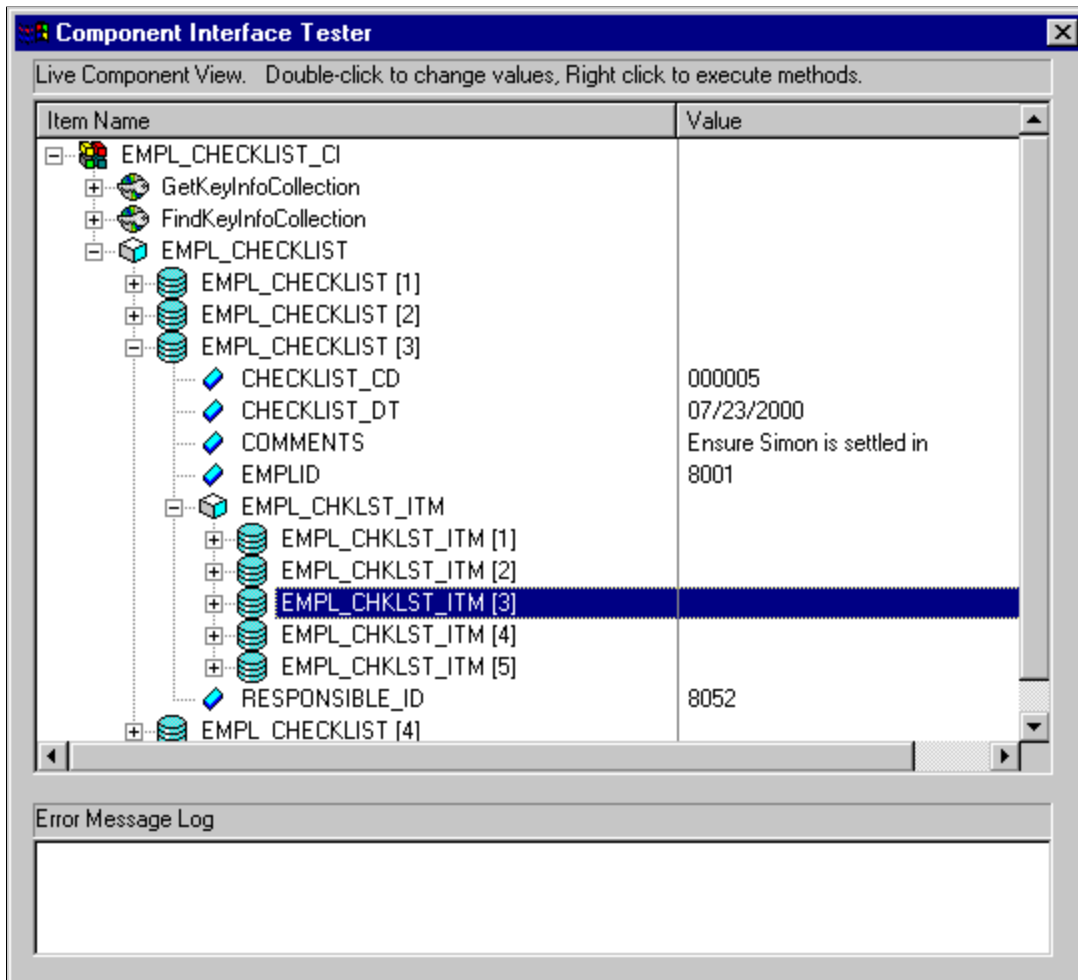 Component Interface Tester
Live Component View. Double-click to change values, Right click to execute methods.
Item Name Value
EMPL_CHECKLIST_CI
GetKeyInfoCollection
FindKeyInfoCollection
EMPL_CHECKLIST
EMPL_CHECKLIST [1]
EMPL_CHECKLIST [2]
EMPL_CHECKLIST [3]
CHECKLIST_CD 000005
CHECKLIST_DT 07/23/2000
COMMENTS Ensure Simon is settled in
EMPLID 8001
EMPL_CHKLST_ITM
EMPL_CHKLST_ITM [1]
EMPL_CHKLST_ITM [2]
EMPL_CHKLST_ITM [3]
EMPL_CHKLST_ITM [4]
EMPL_CHKLST_ITM [5]
RESPONSIBLE_ID 8052
EMPL_CHECKLIST [4]
Error Message Log